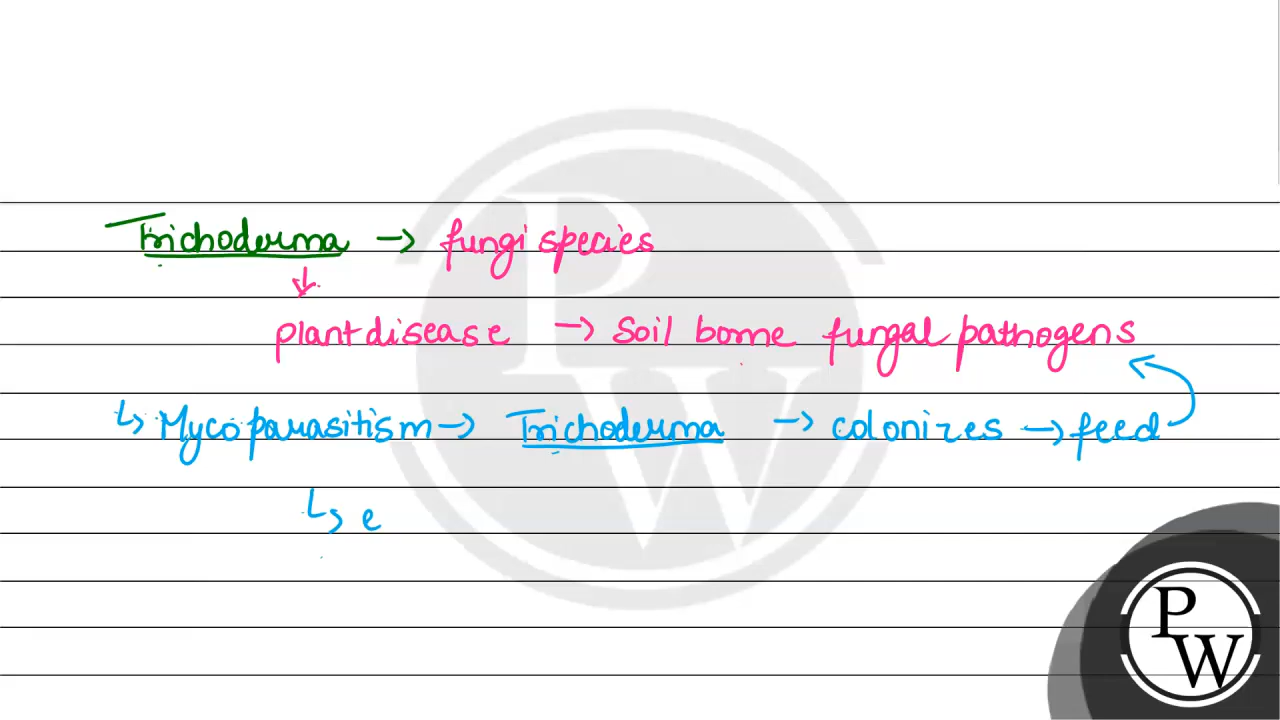 Trichoderma → fungi species
↓
plant disease → Soil borne fungal pathogens
↳ Mycoparasitism → Trichoderma → colonizes → feed
↳ e
P
W
P
W